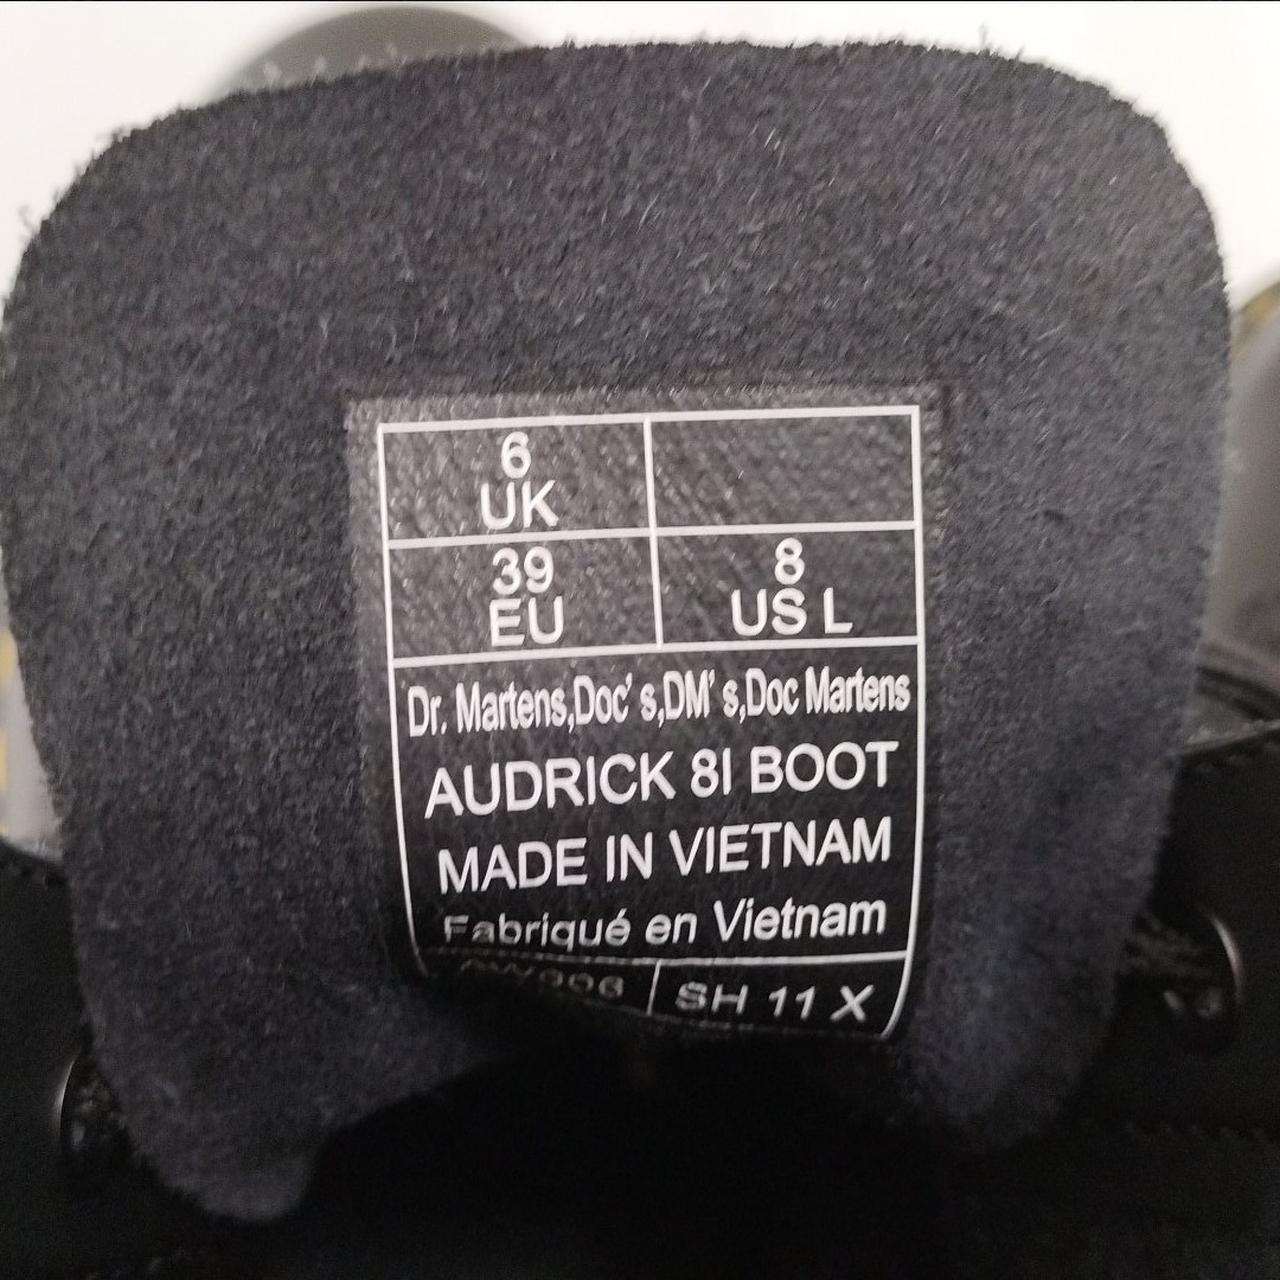 6
UK
39
EU
8
US L
Dr. Martens,Doc's,DM's,Doc Martens
AUDRICK 8I BOOT
MADE IN VIETNAM
Fabriqué en Vietnam
SH 11 X